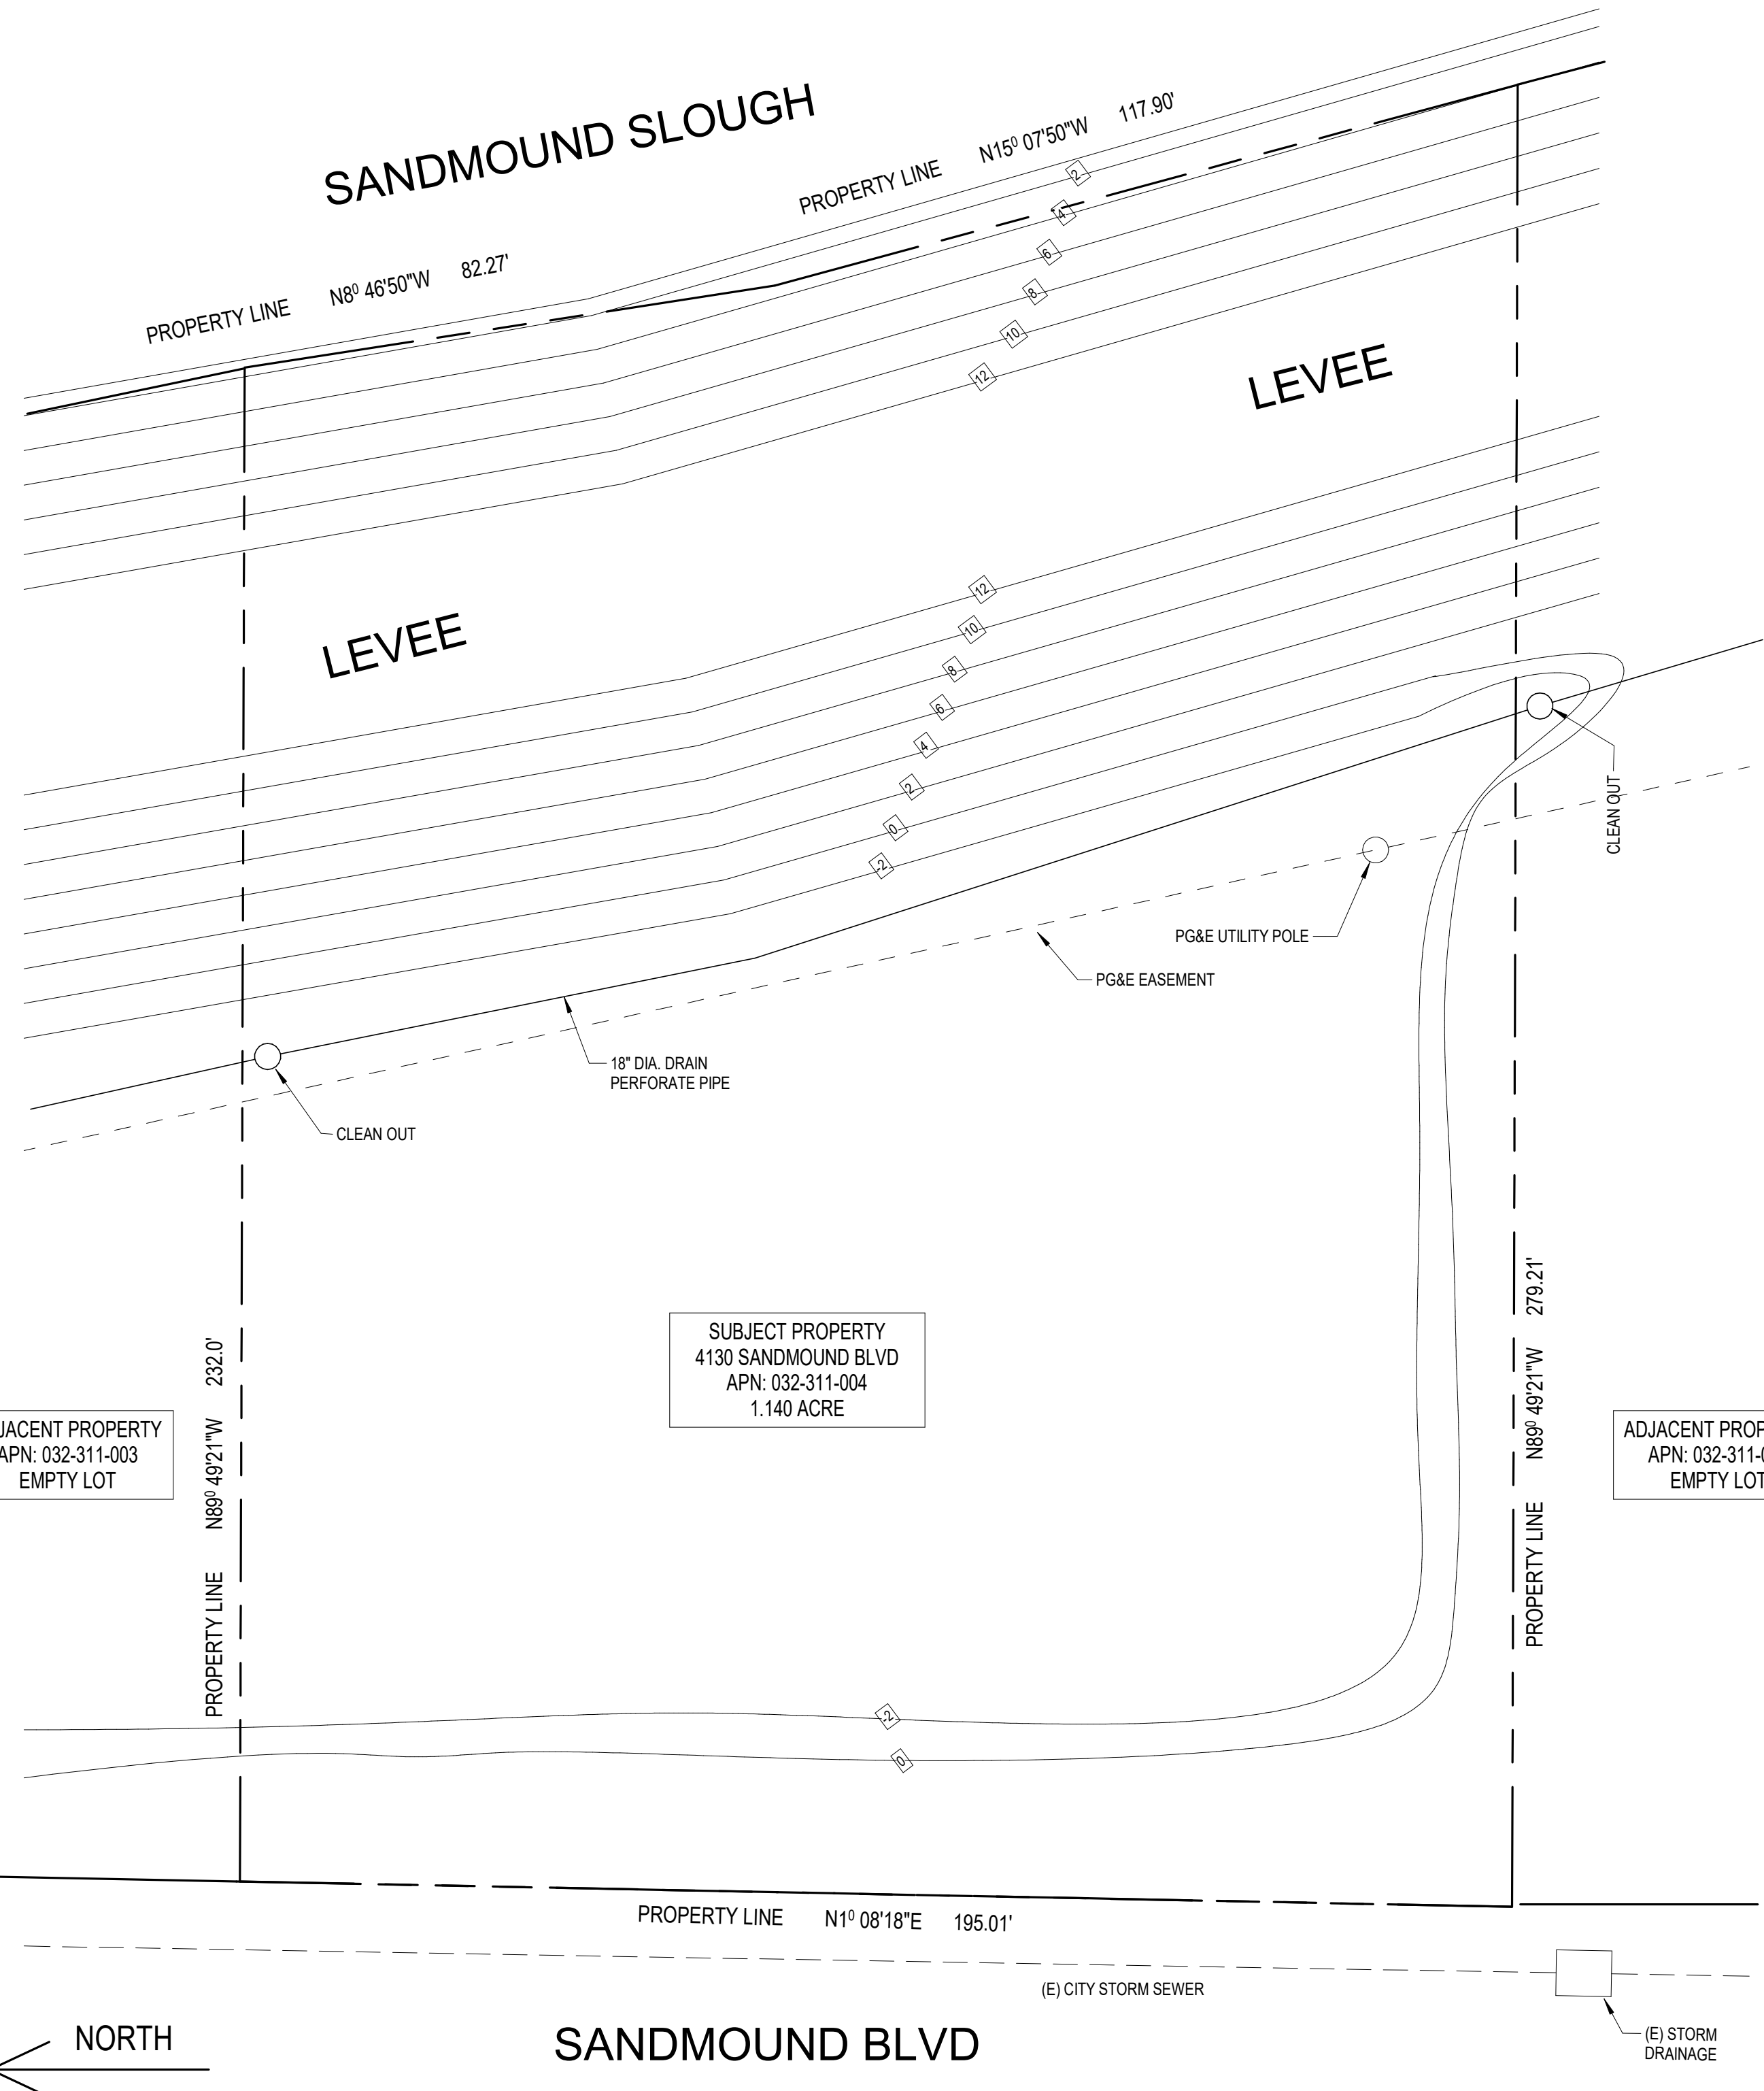 SANDMOUND SLOUGH
PROPERTY LINE N15⁰ 07'50"W 117.90'
PROPERTY LINE N8⁰ 46'50"W 82.27'
2
4
6
8
10
12
LEVEE
12
10
8
6
4
2
0
-2
LEVEE
CLEAN OUT
PG&E UTILITY POLE
PG&E EASEMENT
18" DIA. DRAIN
PERFORATE PIPE
CLEAN OUT
SUBJECT PROPERTY
4130 SANDMOUND BLVD
APN: 032-311-004
1.140 ACRE
PROPERTY LINE N89⁰ 49'21"W 232.0'
PROPERTY LINE N89⁰ 49'21"W 279.21'
JACENT PROPERTY
APN: 032-311-003
EMPTY LOT
ADJACENT PROP
APN: 032-311-0
EMPTY LOT
-2
0
PROPERTY LINE N1⁰ 08'18"E 195.01'
(E) CITY STORM SEWER
NORTH
SANDMOUND BLVD
(E) STORM
DRAINAGE